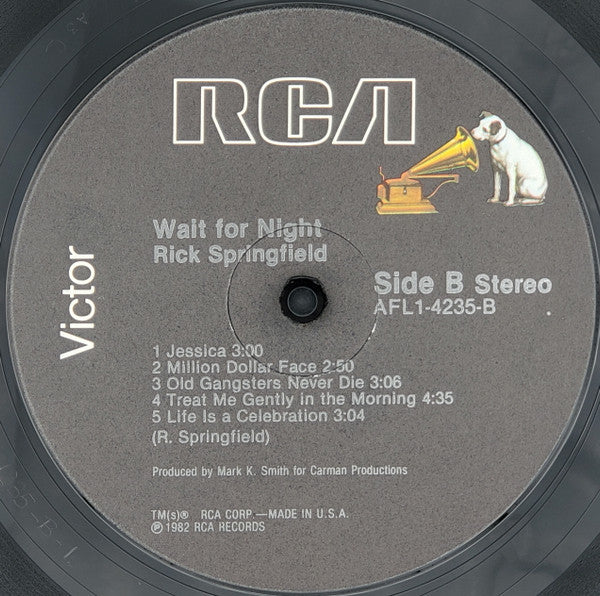 RCA
Victor
Wait for Night
Rick Springfield
Side B Stereo
AFL1-4235-B
1 Jessica 3:00
2 Million Dollar Face 2:50
3 Old Gangsters Never Die 3:06
4 Treat Me Gently in the Morning 4:35
5 Life Is a Celebration 3:04
(R. Springfield)
Produced by Mark K. Smith for Carman Productions
TM(s)® RCA CORP.—MADE IN U.S.A.
℗1982 RCA RECORDS